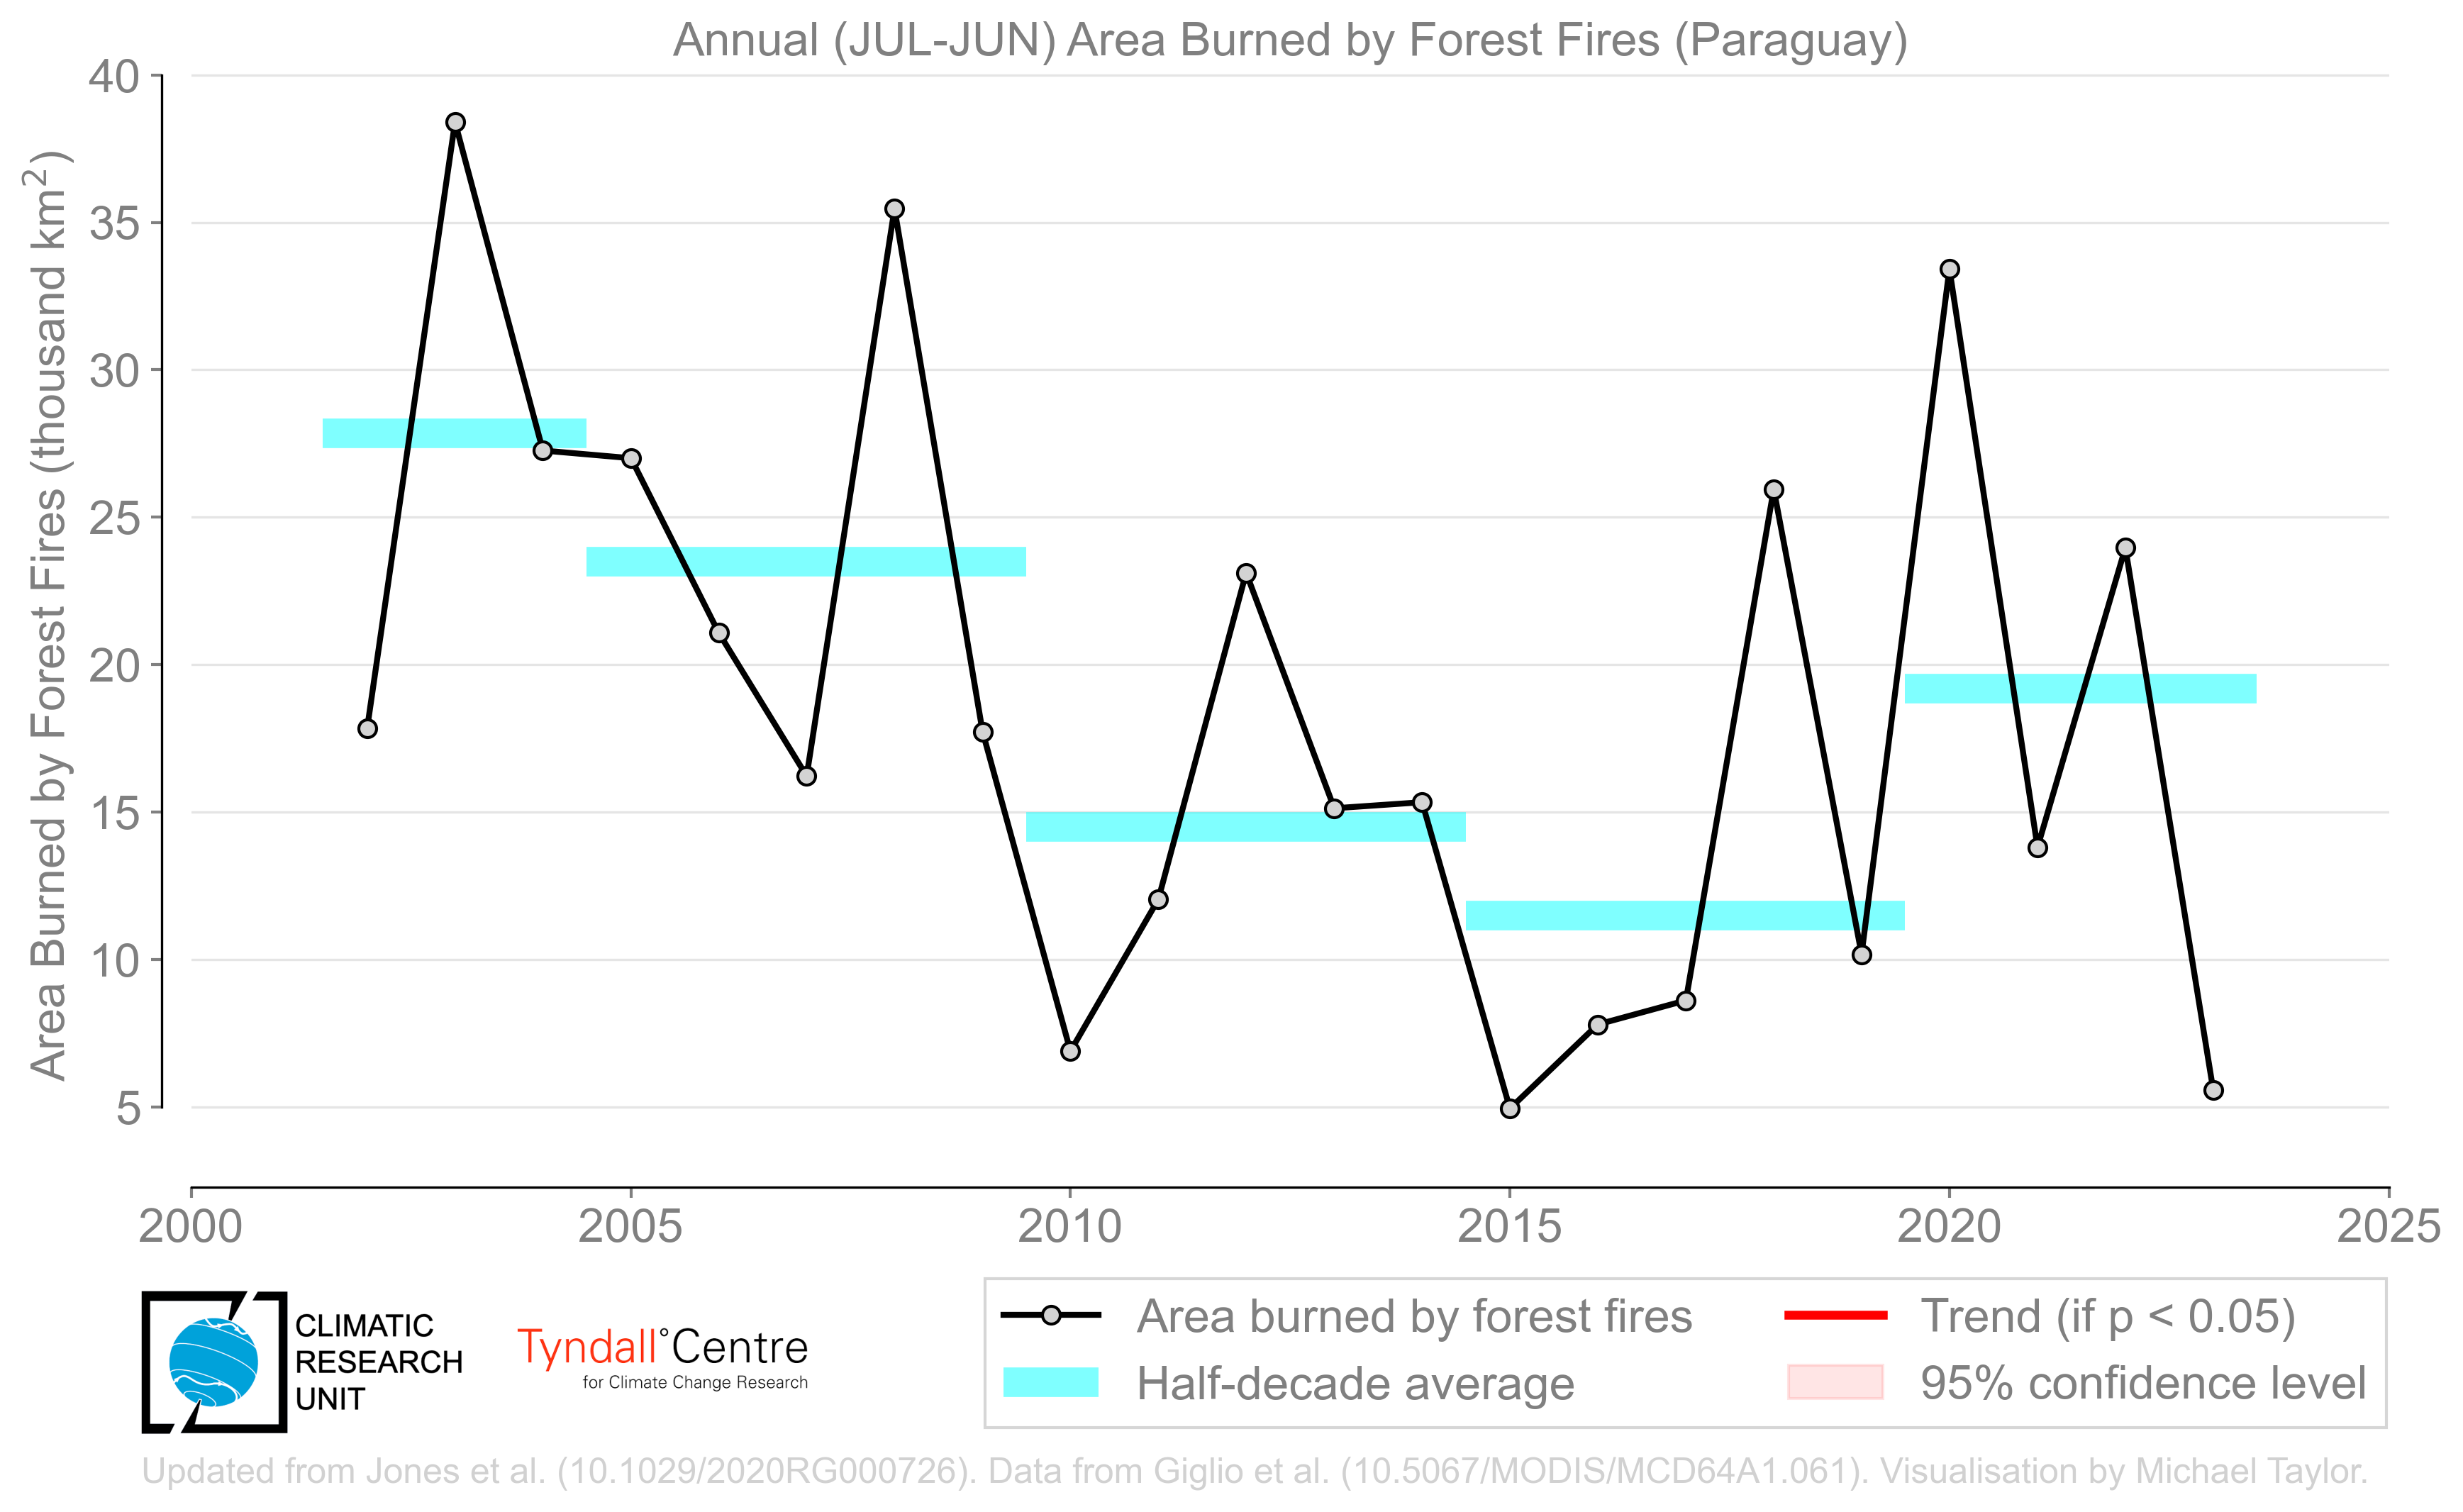 Annual (JUL-JUN) Area Burned by Forest Fires (Paraguay)
Area Burned by Forest Fires (thousand km²)
40
35
30
25
20
15
10
5
2000 2005 2010 2015 2020 2025
CLIMATIC
RESEARCH
UNIT
Tyndall°Centre
for Climate Change Research
Area burned by forest fires
Half-decade average
Trend (if p < 0.05)
95% confidence level
Updated from Jones et al. (10.1029/2020RG000726). Data from Giglio et al. (10.5067/MODIS/MCD64A1.061). Visualisation by Michael Taylor.